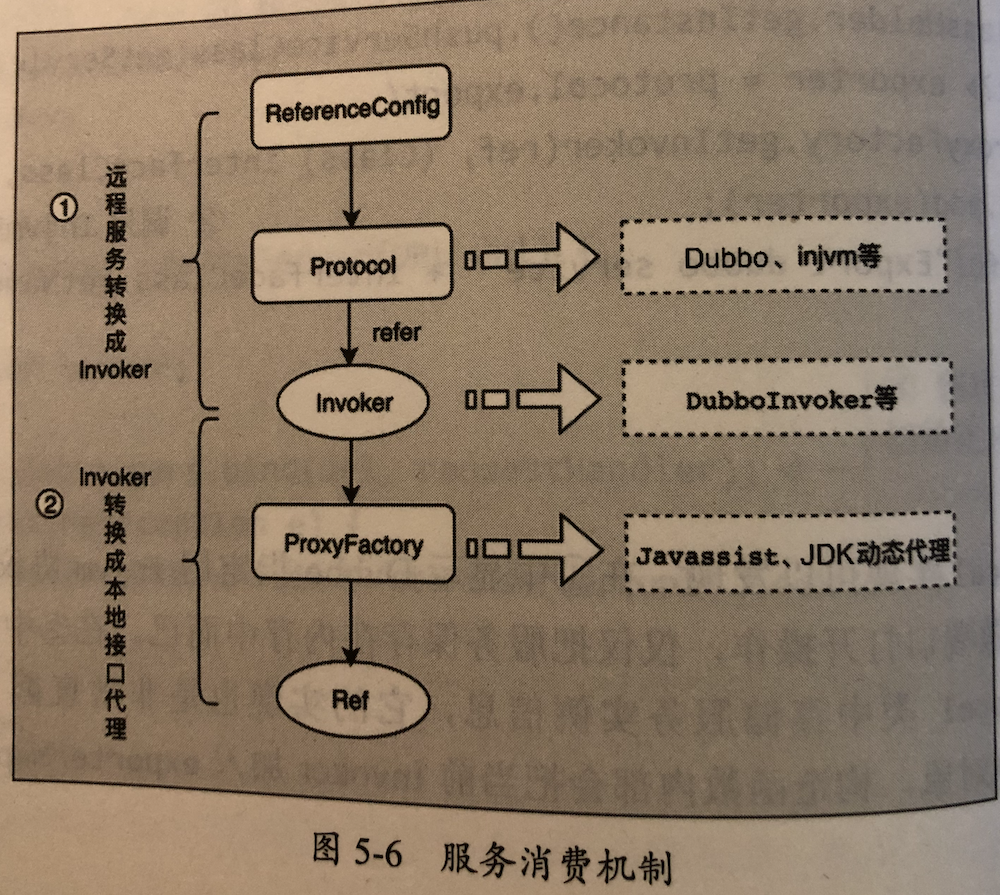 ReferenceConfig
① 远程服务转换成Invoker
Protocol
Dubbo、injvm等
refer
Invoker
DubboInvoker等
② Invoker转换成本地接口代理
ProxyFactory
Javassist、JDK动态代理
Ref
图 5-6 服务消费机制